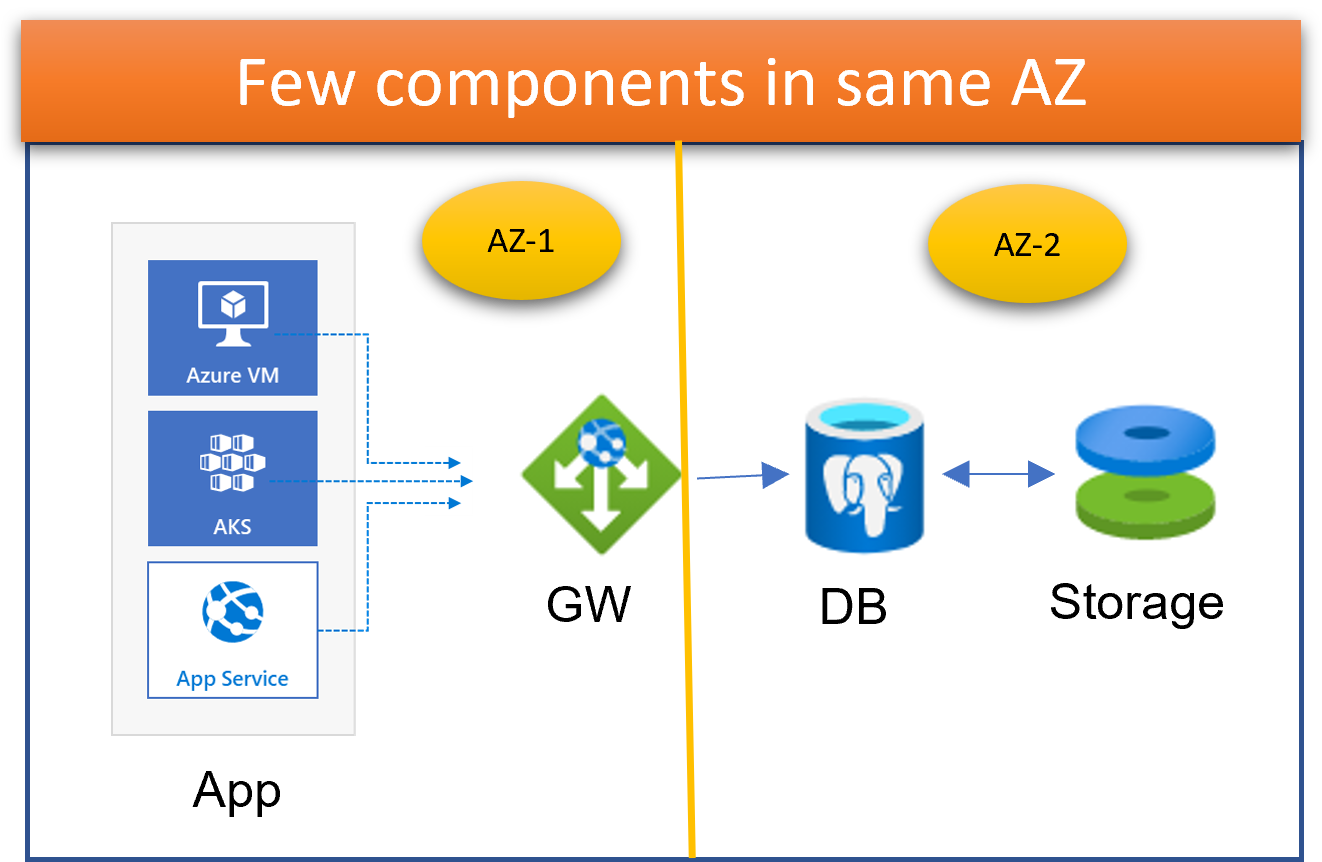 Few components in same AZ
AZ-1
AZ-2
Azure VM
AKS
App Service
App
GW
DB
Storage